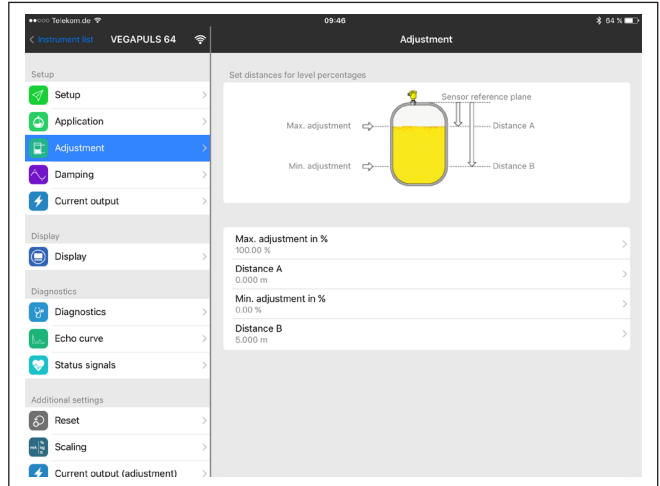 Telekom.de
09:46
64 %
Instrument list
VEGAPULS 64
Adjustment
Setup
Setup
Application
Adjustment
Damping
Current output
Display
Display
Diagnostics
Diagnostics
Echo curve
Status signals
Additional settings
Reset
Scaling
Current output (adjustment)
Set distances for level percentages
Sensor reference plane
Max. adjustment
Distance A
Min. adjustment
Distance B
Max. adjustment in %
100.00 %
Distance A
0.000 m
Min. adjustment in %
0.00 %
Distance B
5.000 m